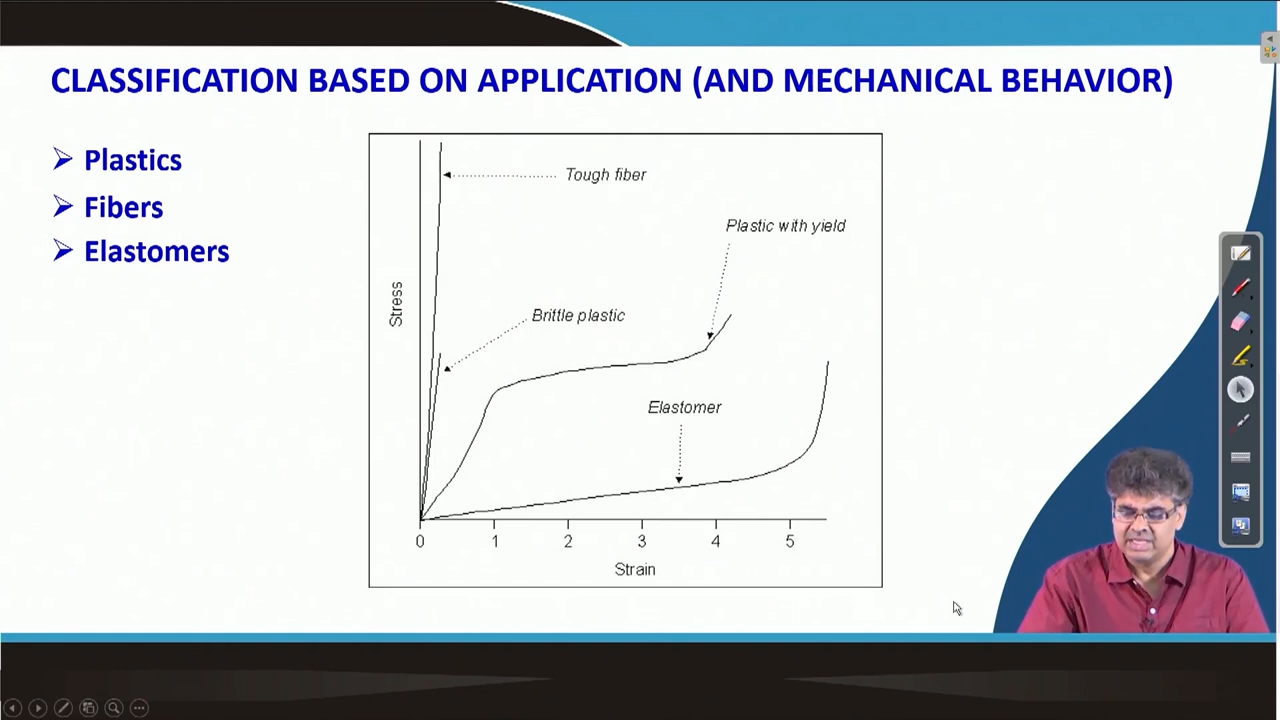 CLASSIFICATION BASED ON APPLICATION (AND MECHANICAL BEHAVIOR)
Plastics
Fibers
Elastomers
Tough fiber
Plastic with yield
Brittle plastic
Elastomer
Stress
0 1 2 3 4 5
Strain